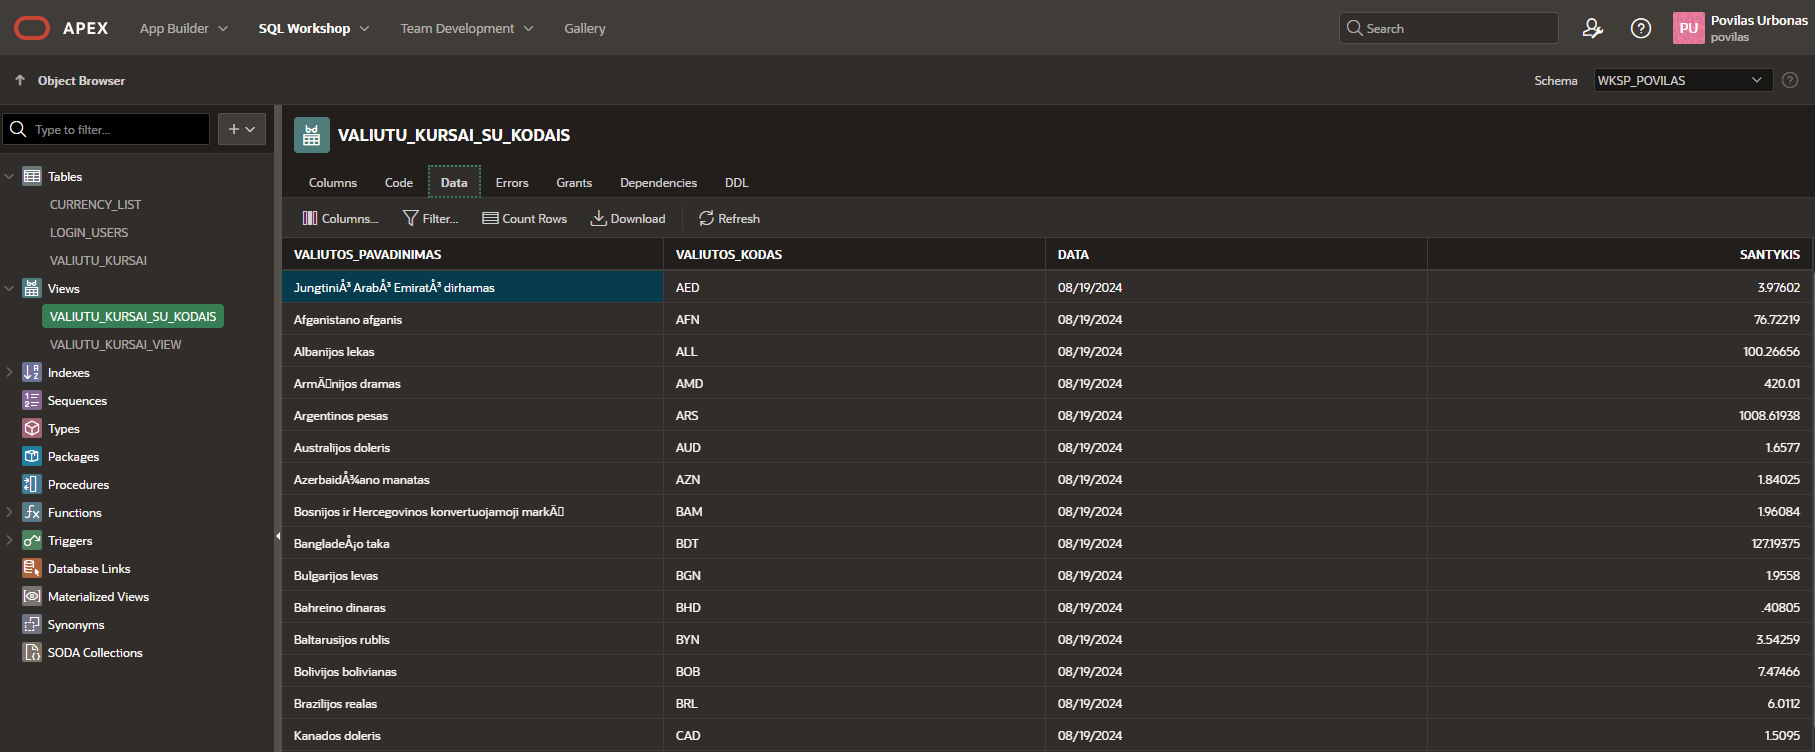 APEX App Builder SQL Workshop Team Development Gallery Search PU Povilas Urbonas
povilas
Object Browser Schema WKSP_POVILAS
Type to filter...
Tables
CURRENCY_LIST
LOGIN_USERS
VALIUTU_KURSAI
Views
VALIUTU_KURSAI_SU_KODAIS
VALIUTU_KURSAI_VIEW
Indexes
Sequences
Types
Packages
Procedures
Functions
Triggers
Database Links
Materialized Views
Synonyms
SODA Collections
VALIUTU_KURSAI_SU_KODAIS
Columns Code Data Errors Grants Dependencies DDL
Columns... Filter... Count Rows Download Refresh
VALIUTOS_PAVADINIMAS VALIUTOS_KODAS DATA SANTYKIS
JungtiniÅ³ ArabÅ³ EmiratÅ³ dirhamas AED 08/19/2024 3.97602
Afganistano afganis AFN 08/19/2024 76.72219
Albanijos lekas ALL 08/19/2024 100.26656
ArmÄ▯nijos dramas AMD 08/19/2024 420.01
Argentinos pesas ARS 08/19/2024 1008.61938
Australijos doleris AUD 08/19/2024 1.6577
AzerbaidÅ¾ano manatas AZN 08/19/2024 1.84025
Bosnijos ir Hercegovinos konvertuojamoji markÄ▯ BAM 08/19/2024 1.96084
BangladeÅ¡o taka BDT 08/19/2024 127.19375
Bulgarijos levas BGN 08/19/2024 1.9558
Bahreino dinaras BHD 08/19/2024 .40805
Baltarusijos rublis BYN 08/19/2024 3.54259
Bolivijos bolivianas BOB 08/19/2024 7.47466
Brazilijos realas BRL 08/19/2024 6.0112
Kanados doleris CAD 08/19/2024 1.5095